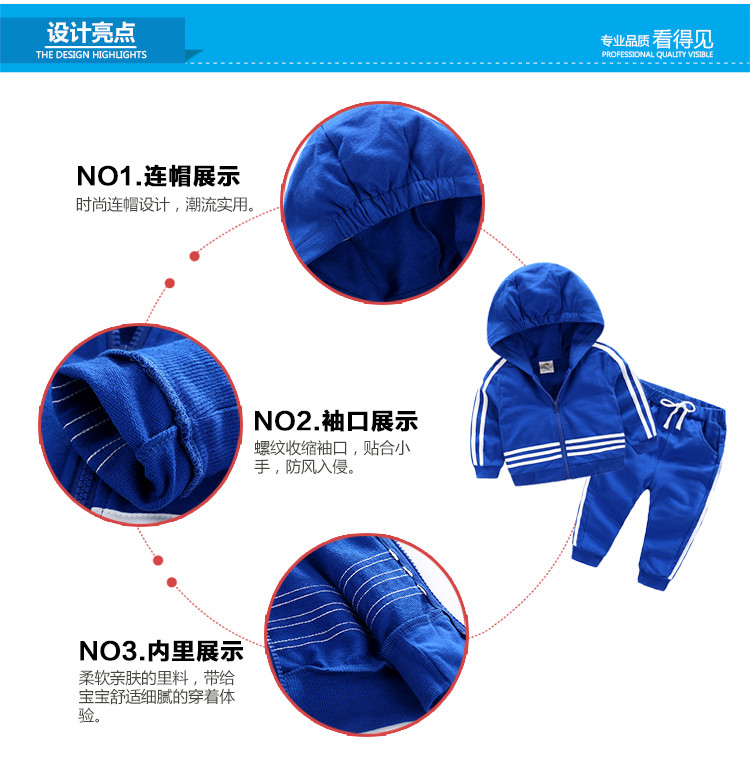 设计亮点
THE DESIGN HIGHLIGHTS
专业品质 看得见
PROFESSIONAL QUALITY VISIBLE
NO1.连帽展示
时尚连帽设计，潮流实用。
NO2.袖口展示
螺纹收缩袖口，贴合小
手，防风入侵。
NO3.内里展示
柔软亲肤的里料，带给
宝宝舒适细腻的穿着体
验。